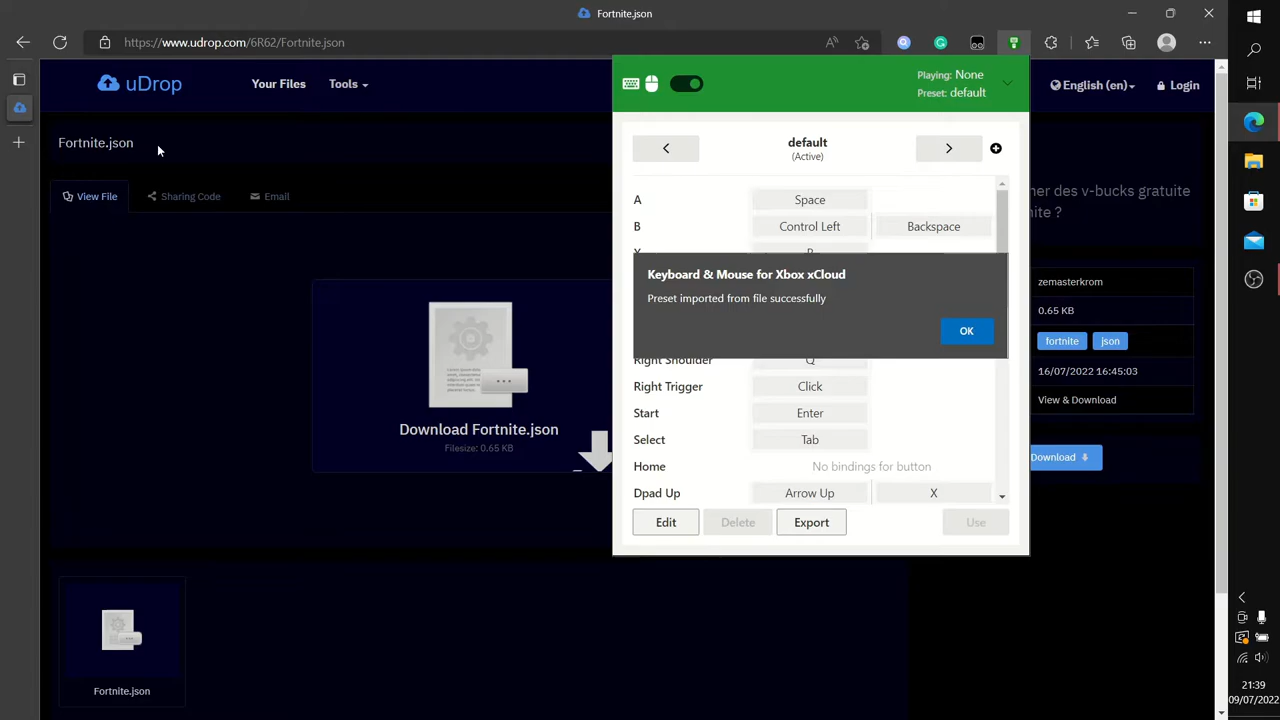 Fortnite.json
https://www.udrop.com/6R62/Fortnite.json
uDrop
Your Files
Tools
English (en)
Login
Fortnite.json
View File
Sharing Code
Email
Download Fortnite.json
Filesize: 0.65 KB
Fortnite.json
Playing: None
Preset: default
default
(Active)
A Space
B Control Left Backspace
Keyboard & Mouse for Xbox xCloud
Preset imported from file successfully
OK
Right Shoulder Q
Right Trigger Click
Start Enter
Select Tab
Home No bindings for button
Dpad Up Arrow Up X
Edit Delete Export Use
er des v-bucks gratuite
? 
zemasterkrom
0.65 KB
fortnite json
16/07/2022 16:45:03
View & Download
Download
21:39
09/07/2022